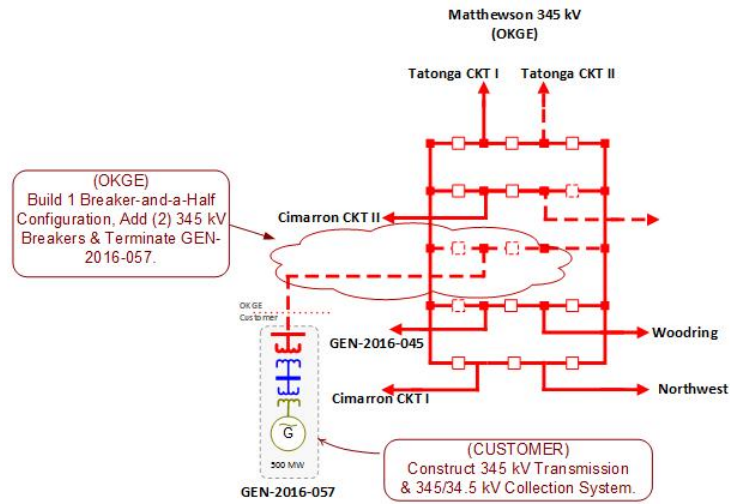 Matthewson 345 kV
(OKGE)
Tatonga CKT I
Tatonga CKT II
(OKGE)
Build 1 Breaker-and-a-Half
Configuration, Add (2) 345 kV
Breakers & Terminate GEN-
2016-057.
Cimarron CKT II
OKGE
Customer
GEN-2016-045
Woodring
Cimarron CKT I
Northwest
G
300 MW
GEN-2016-057
(CUSTOMER)
Construct 345 kV Transmission
& 345/34.5 kV Collection System.